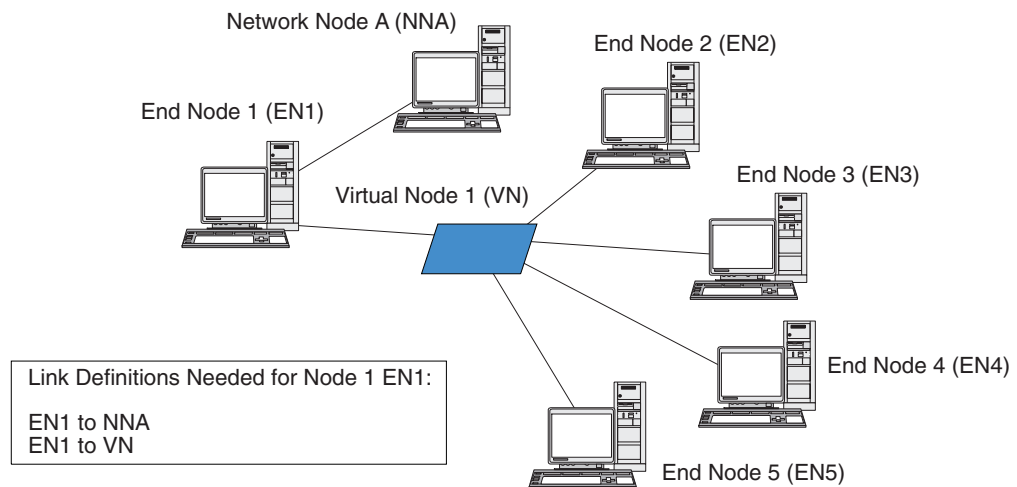 Network Node A (NNA)
End Node 2 (EN2)
End Node 1 (EN1)
End Node 3 (EN3)
Virtual Node 1 (VN)
End Node 4 (EN4)
Link Definitions Needed for Node 1 EN1:
EN1 to NNA
EN1 to VN
End Node 5 (EN5)